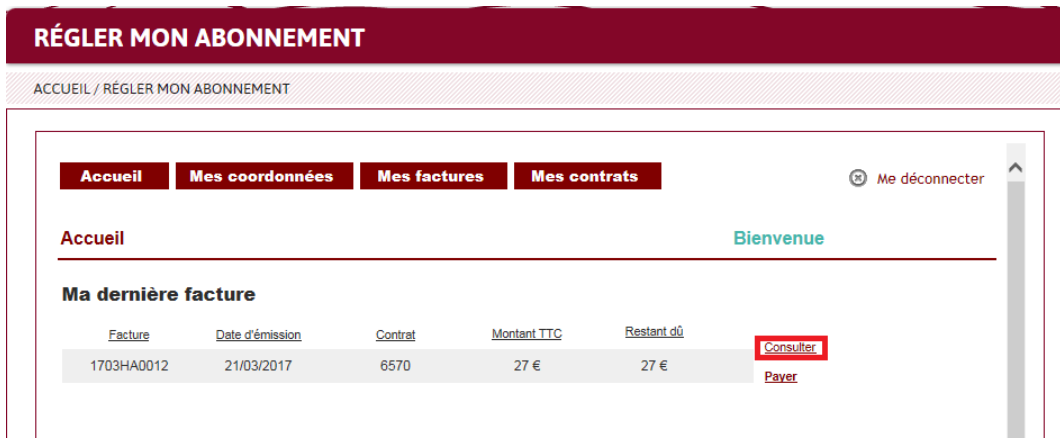 RÉGLER MON ABONNEMENT
ACCUEIL / RÉGLER MON ABONNEMENT
Accueil Mes coordonnées Mes factures Mes contrats Me déconnecter
Accueil Bienvenue
Ma dernière facture
Facture Date d'émission Contrat Montant TTC Restant dû
Consulter
1703HA0012 21/03/2017 6570 27 € 27 €
Payer